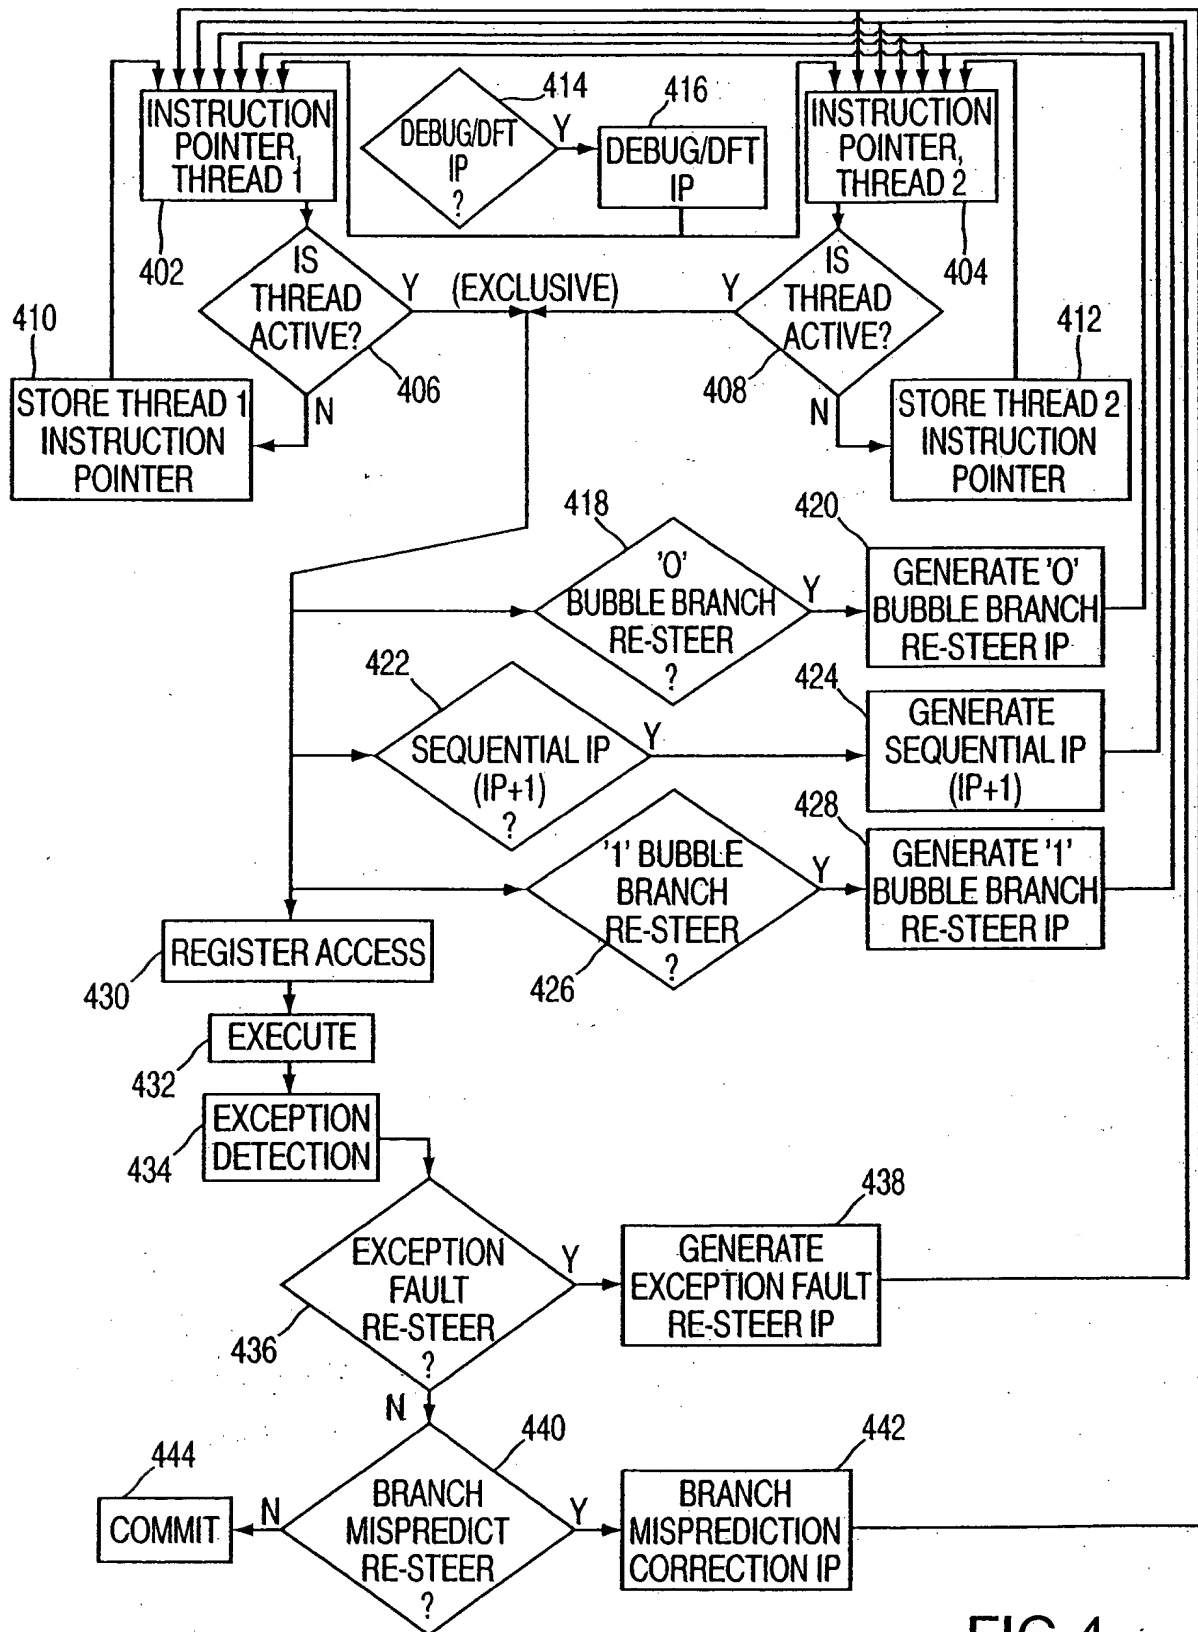 INSTRUCTION
POINTER,
THREAD 1
402
414
DEBUG/DFT
IP
?
Y
416
DEBUG/DFT
IP
INSTRUCTION
POINTER,
THREAD 2
404
IS
THREAD
ACTIVE?
Y
(EXCLUSIVE)
406
N
Y
IS
THREAD
ACTIVE?
408
N
410
STORE THREAD 1
INSTRUCTION
POINTER
412
STORE THREAD 2
INSTRUCTION
POINTER
418
'0'
BUBBLE BRANCH
RE-STEER
?
Y
420
GENERATE '0'
BUBBLE BRANCH
RE-STEER IP
422
SEQUENTIAL IP
(IP+1)
?
Y
424
GENERATE
SEQUENTIAL IP
(IP+1)
'1' BUBBLE
BRANCH
RE-STEER
?
426
Y
428
GENERATE '1'
BUBBLE BRANCH
RE-STEER IP
REGISTER ACCESS
430
EXECUTE
432
EXCEPTION
DETECTION
434
EXCEPTION
FAULT
RE-STEER
?
436
Y
438
GENERATE
EXCEPTION FAULT
RE-STEER IP
N
440
BRANCH
MISPREDICT
RE-STEER
?
Y
442
BRANCH
MISPREDICTION
CORRECTION IP
N
444
COMMIT
FIG.4